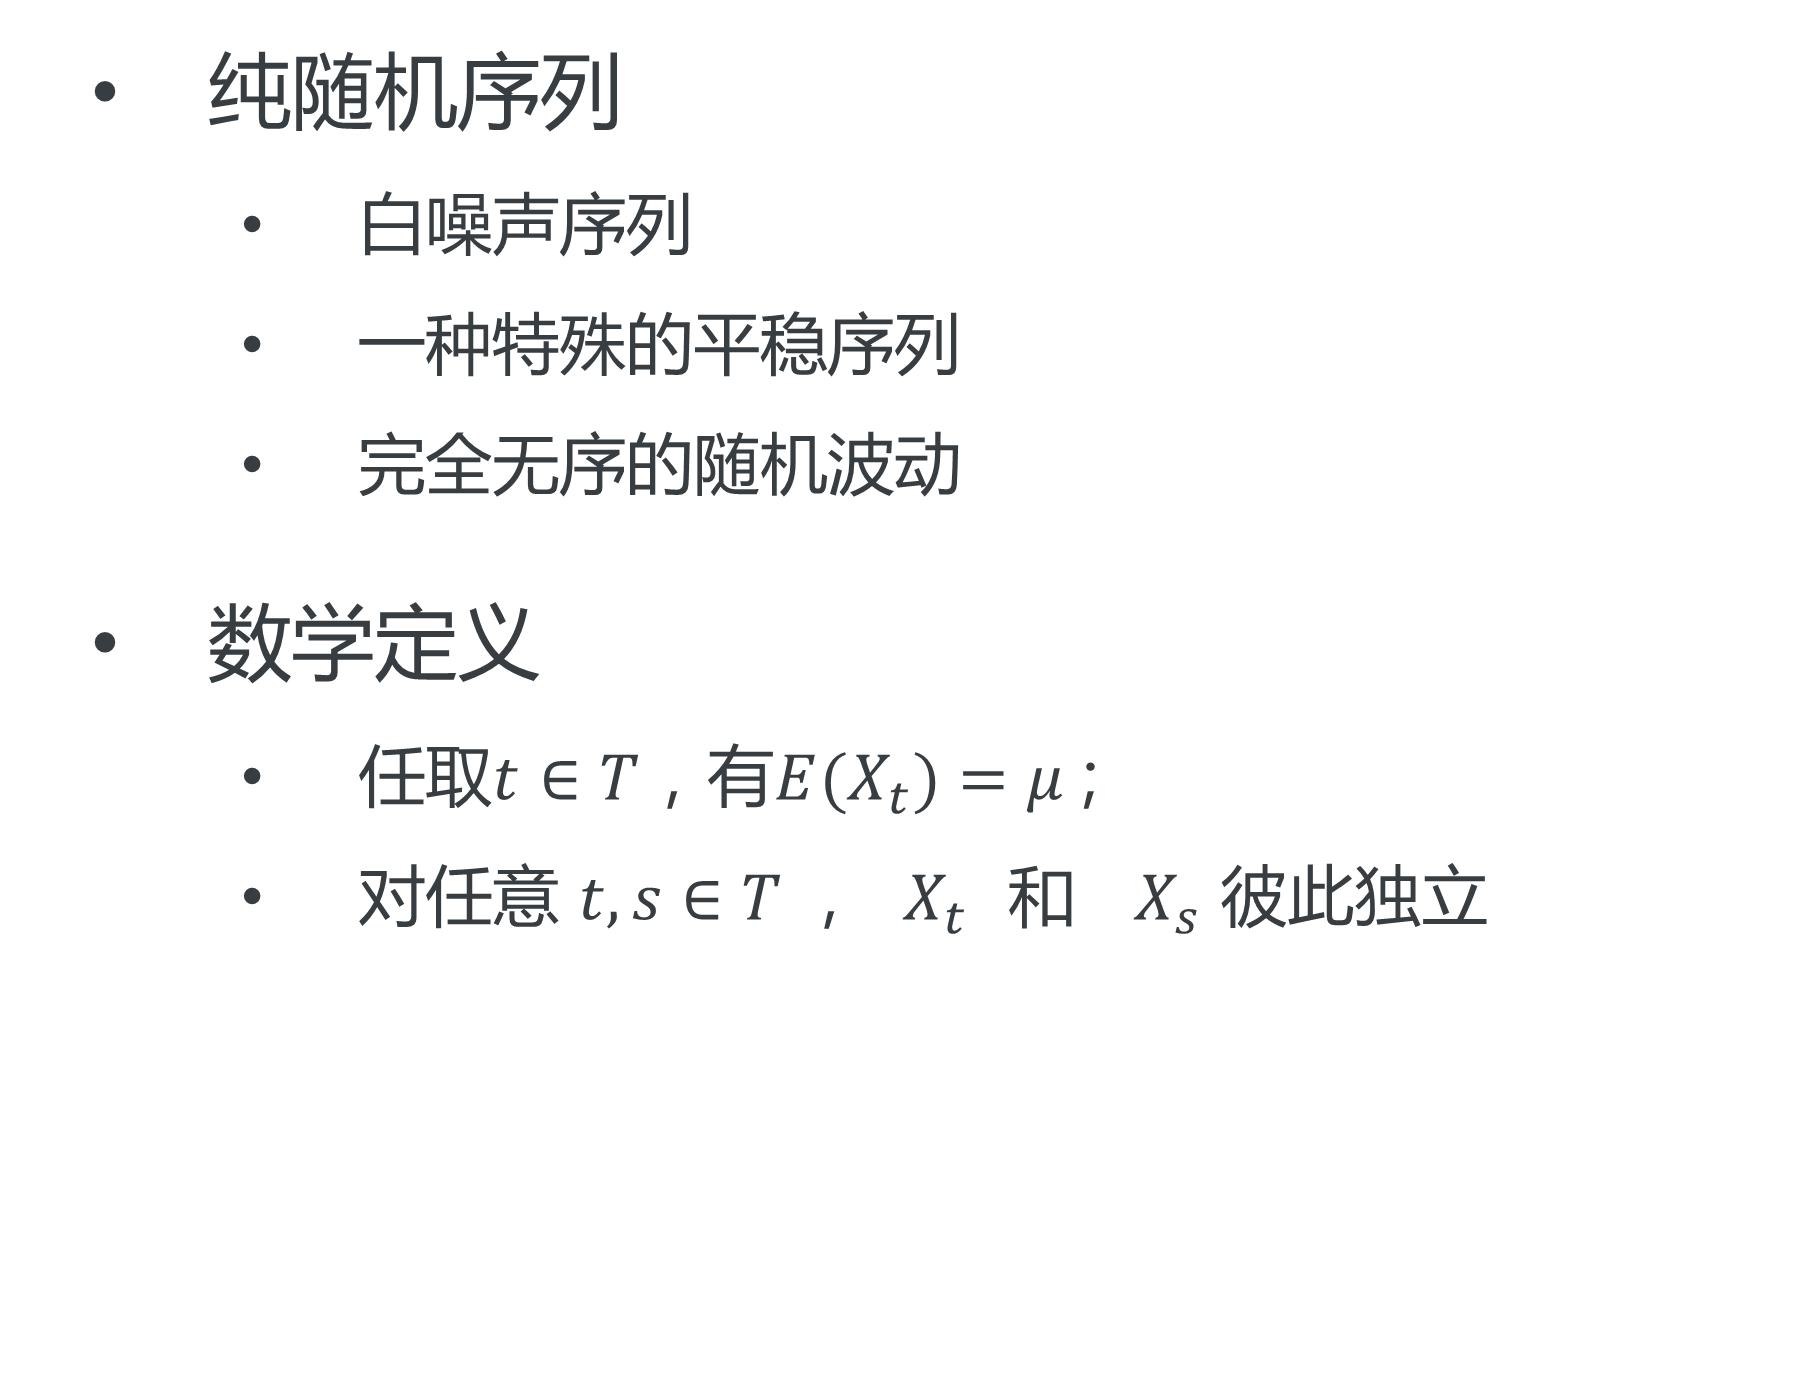 • 纯随机序列
• 白噪声序列
• 一种特殊的平稳序列
• 完全无序的随机波动
• 数学定义
• 任取t ∈ T，有E(X_t) = μ；
• 对任意 t, s ∈ T ， X_t 和 X_s 彼此独立